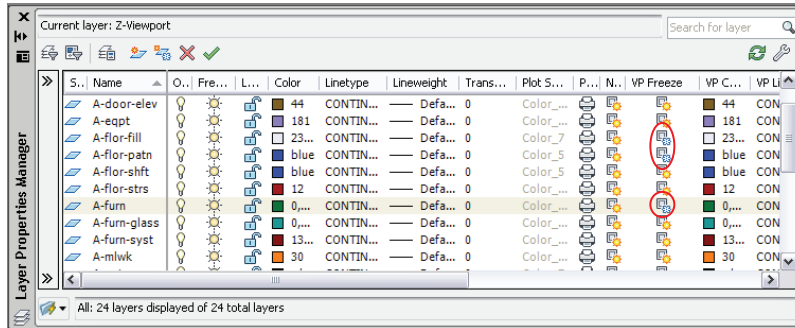 Current layer: Z-Viewport
Search for layer
S.. Name O.. Fre... L... Color Linetype Lineweight Trans... Plot S... P... N.. VP Freeze VP C... VP Li
A-door-elev 44 CONTIN... Defa... 0 Color_... 44 CON
A-eqpt 181 CONTIN... Defa... 0 Color_... 181 CON
A-flor-fill 23... CONTIN... Defa... 0 Color_7 23... CON
A-flor-patn blue CONTIN... Defa... 0 Color_5 blue CON
A-flor-shft blue CONTIN... Defa... 0 Color_5 blue CON
A-flor-strs 12 CONTIN... Defa... 0 Color_... 12 CON
A-furn 0,... CONTIN... Defa... 0 Color_... 0,... CON
A-furn-glass 0,... CONTIN... Defa... 0 Color_... 0,... CON
A-furn-syst 13... CONTIN... Defa... 0 Color_... 13... CON
A-mlwk 30 CONTIN... Defa... 0 Color_... 30 CON
All: 24 layers displayed of 24 total layers
Layer Properties Manager